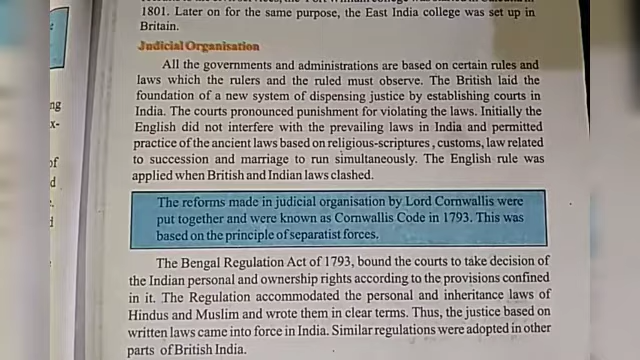 1801. Later on for the same purpose, the East India college was set up in
Britain.
Judicial Organisation
All the governments and administrations are based on certain rules and
laws which the rulers and the ruled must observe. The British laid the
foundation of a new system of dispensing justice by establishing courts in
India. The courts pronounced punishment for violating the laws. Initially the
English did not interfere with the prevailing laws in India and permitted
practice of the ancient laws based on religious-scriptures, customs, law related
to succession and marriage to run simultaneously. The English rule was
applied when British and Indian laws clashed.
The reforms made in judicial organisation by Lord Cornwallis were
put together and were known as Cornwallis Code in 1793. This was
based on the principle of separatist forces.
The Bengal Regulation Act of 1793, bound the courts to take decision of
the Indian personal and ownership rights according to the provisions confined
in it. The Regulation accommodated the personal and inheritance laws of
Hindus and Muslim and wrote them in clear terms. Thus, the justice based on
written laws came into force in India. Similar regulations were adopted in other
parts of British India.